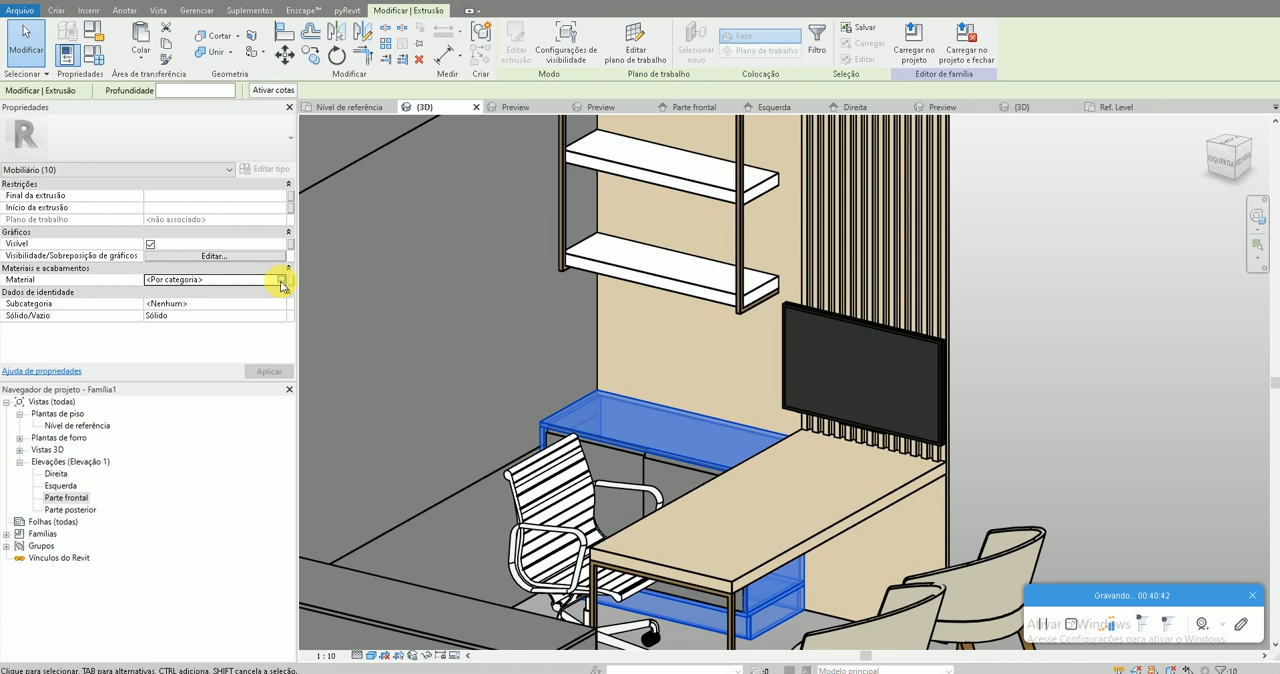 Arquivo Criar Inserir Anotar Vista Gerenciar Suplementos Enscape™ pyRevit Modificar | Extrusão
Modificar
Colar
Cortar
Unir
Editar extrusão
Configurações de visibilidade
Editar plano de trabalho
Selecionar novo
Face
Plano de trabalho
Filtro
Salvar
Carregar
Editar
Carregar no projeto
Carregar no projeto e fechar
Selecionar Propriedades Área de transferência Geometria Modificar Medir Criar Modo Plano de trabalho Colocação Seleção Editor de família
Modificar | Extrusão Profundidade Ativar cotas
Propriedades
Nível de referência {3D} Preview Preview Parte frontal Esquerda Direita Preview {3D} Ref. Level
R
Mobiliário (10) Editar tipo
Restrições
Final da extrusão
Início da extrusão
Plano de trabalho <não associado>
Gráficos
Visível
Visibilidade/Sobreposição de gráficos Editar...
Materiais e acabamentos
Material <Por categoria>
Dados de identidade
Subcategoria <Nenhum>
Sólido/Vazio Sólido
Ajuda de propriedades Aplicar
Navegador de projeto - Família1
Vistas (todas)
Plantas de piso
Nível de referência
Plantas de forro
Vistas 3D
Elevações (Elevação 1)
Direita
Esquerda
Parte frontal
Parte posterior
Folhas (todas)
Famílias
Grupos
Vínculos do Revit
Gravando... 00:40:42
Ativar o Windows
Acesse Configurações para ativar o Windows.
1 : 10
Clique para selecionar, TAB para alternativas, CTRL adiciona, SHIFT cancela a seleção.
:0
Modelo principal
:10